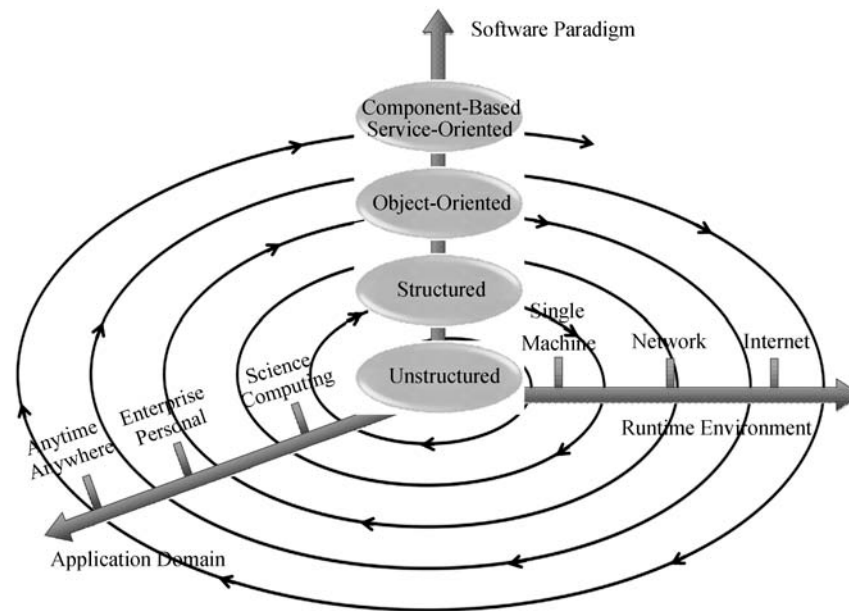 Software Paradigm
Component-Based
Service-Oriented
Object-Oriented
Structured
Unstructured
Single
Machine
Network
Internet
Runtime Environment
Science
Computing
Enterprise
Personal
Anytime
Anywhere
Application Domain